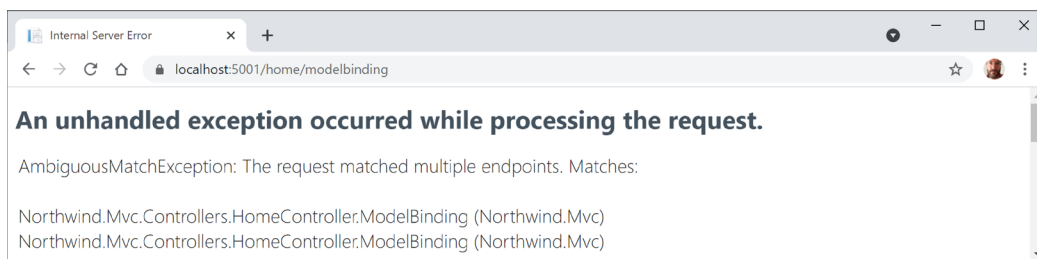 Internal Server Error
localhost:5001/home/modelbinding
An unhandled exception occurred while processing the request.
AmbiguousMatchException: The request matched multiple endpoints. Matches:
Northwind.Mvc.Controllers.HomeController.ModelBinding (Northwind.Mvc)
Northwind.Mvc.Controllers.HomeController.ModelBinding (Northwind.Mvc)